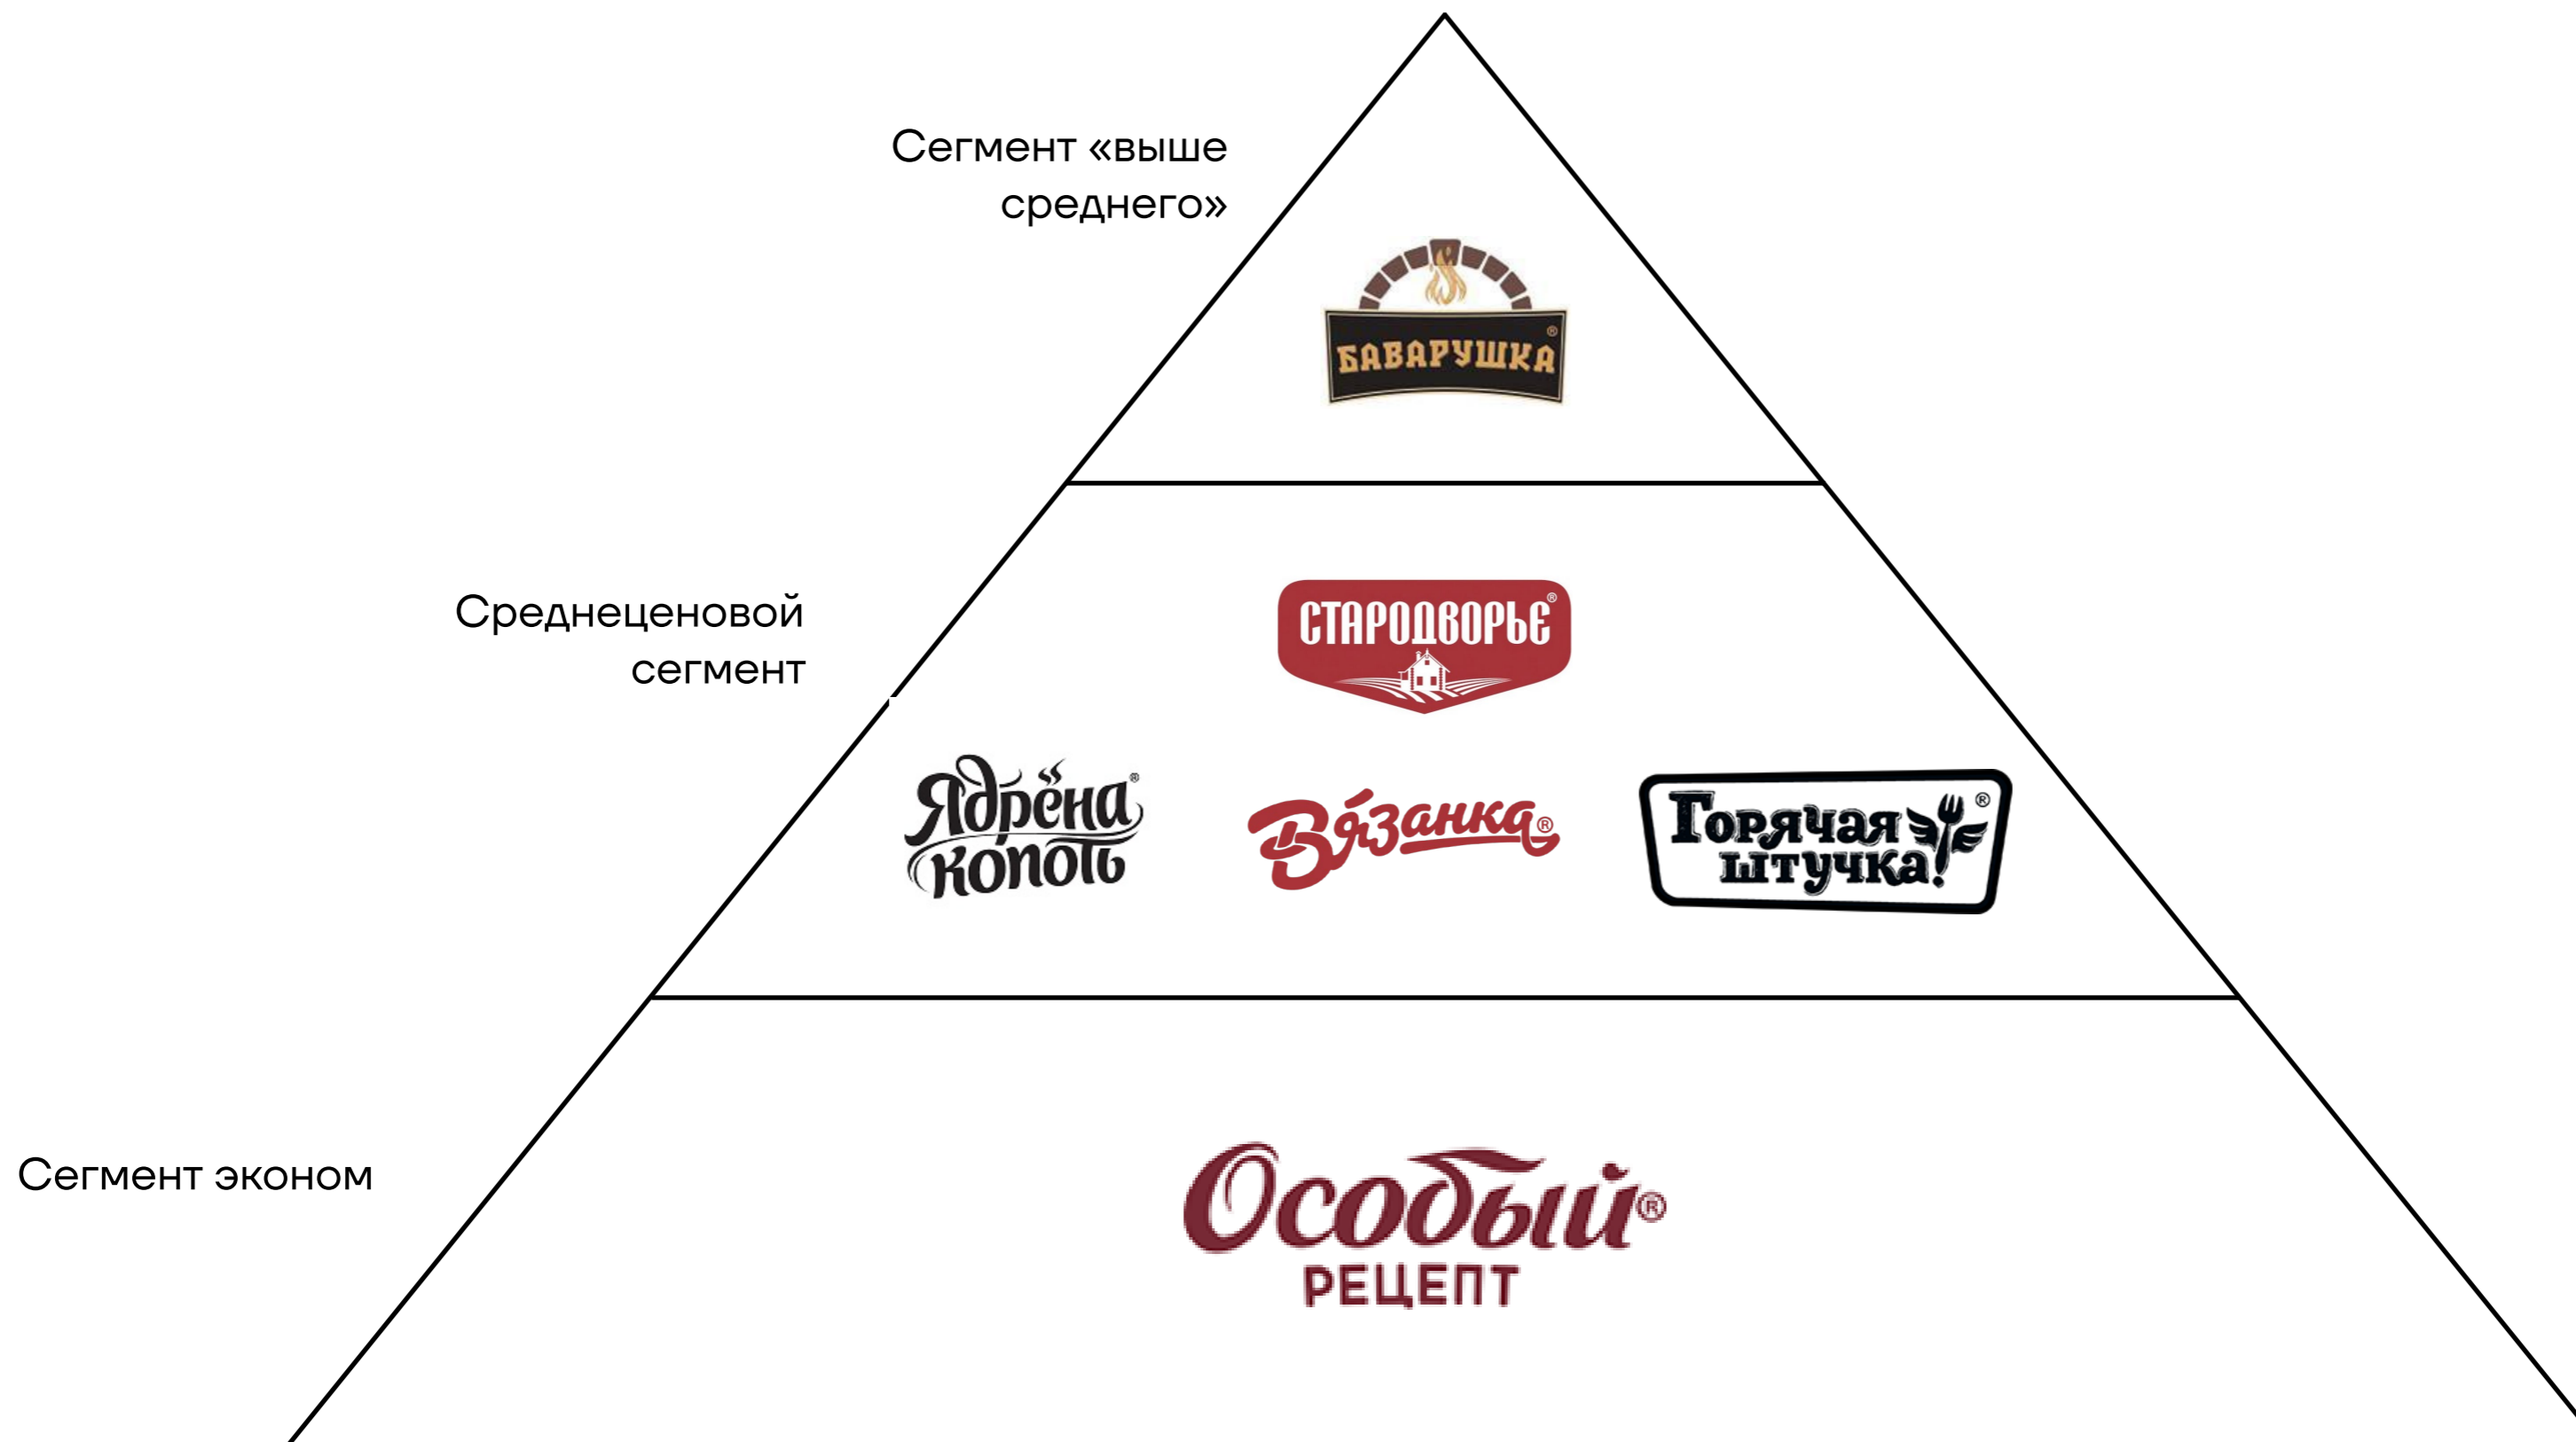 Сегмент «выше
среднего»
БАВАРУШКА®
Среднеценовой
сегмент
СТАРОДВОРЬЕ®
Ядрёна®
копоть
Вязанка®
Горячая®
штучка!
Сегмент эконом
Особый®
РЕЦЕПТ